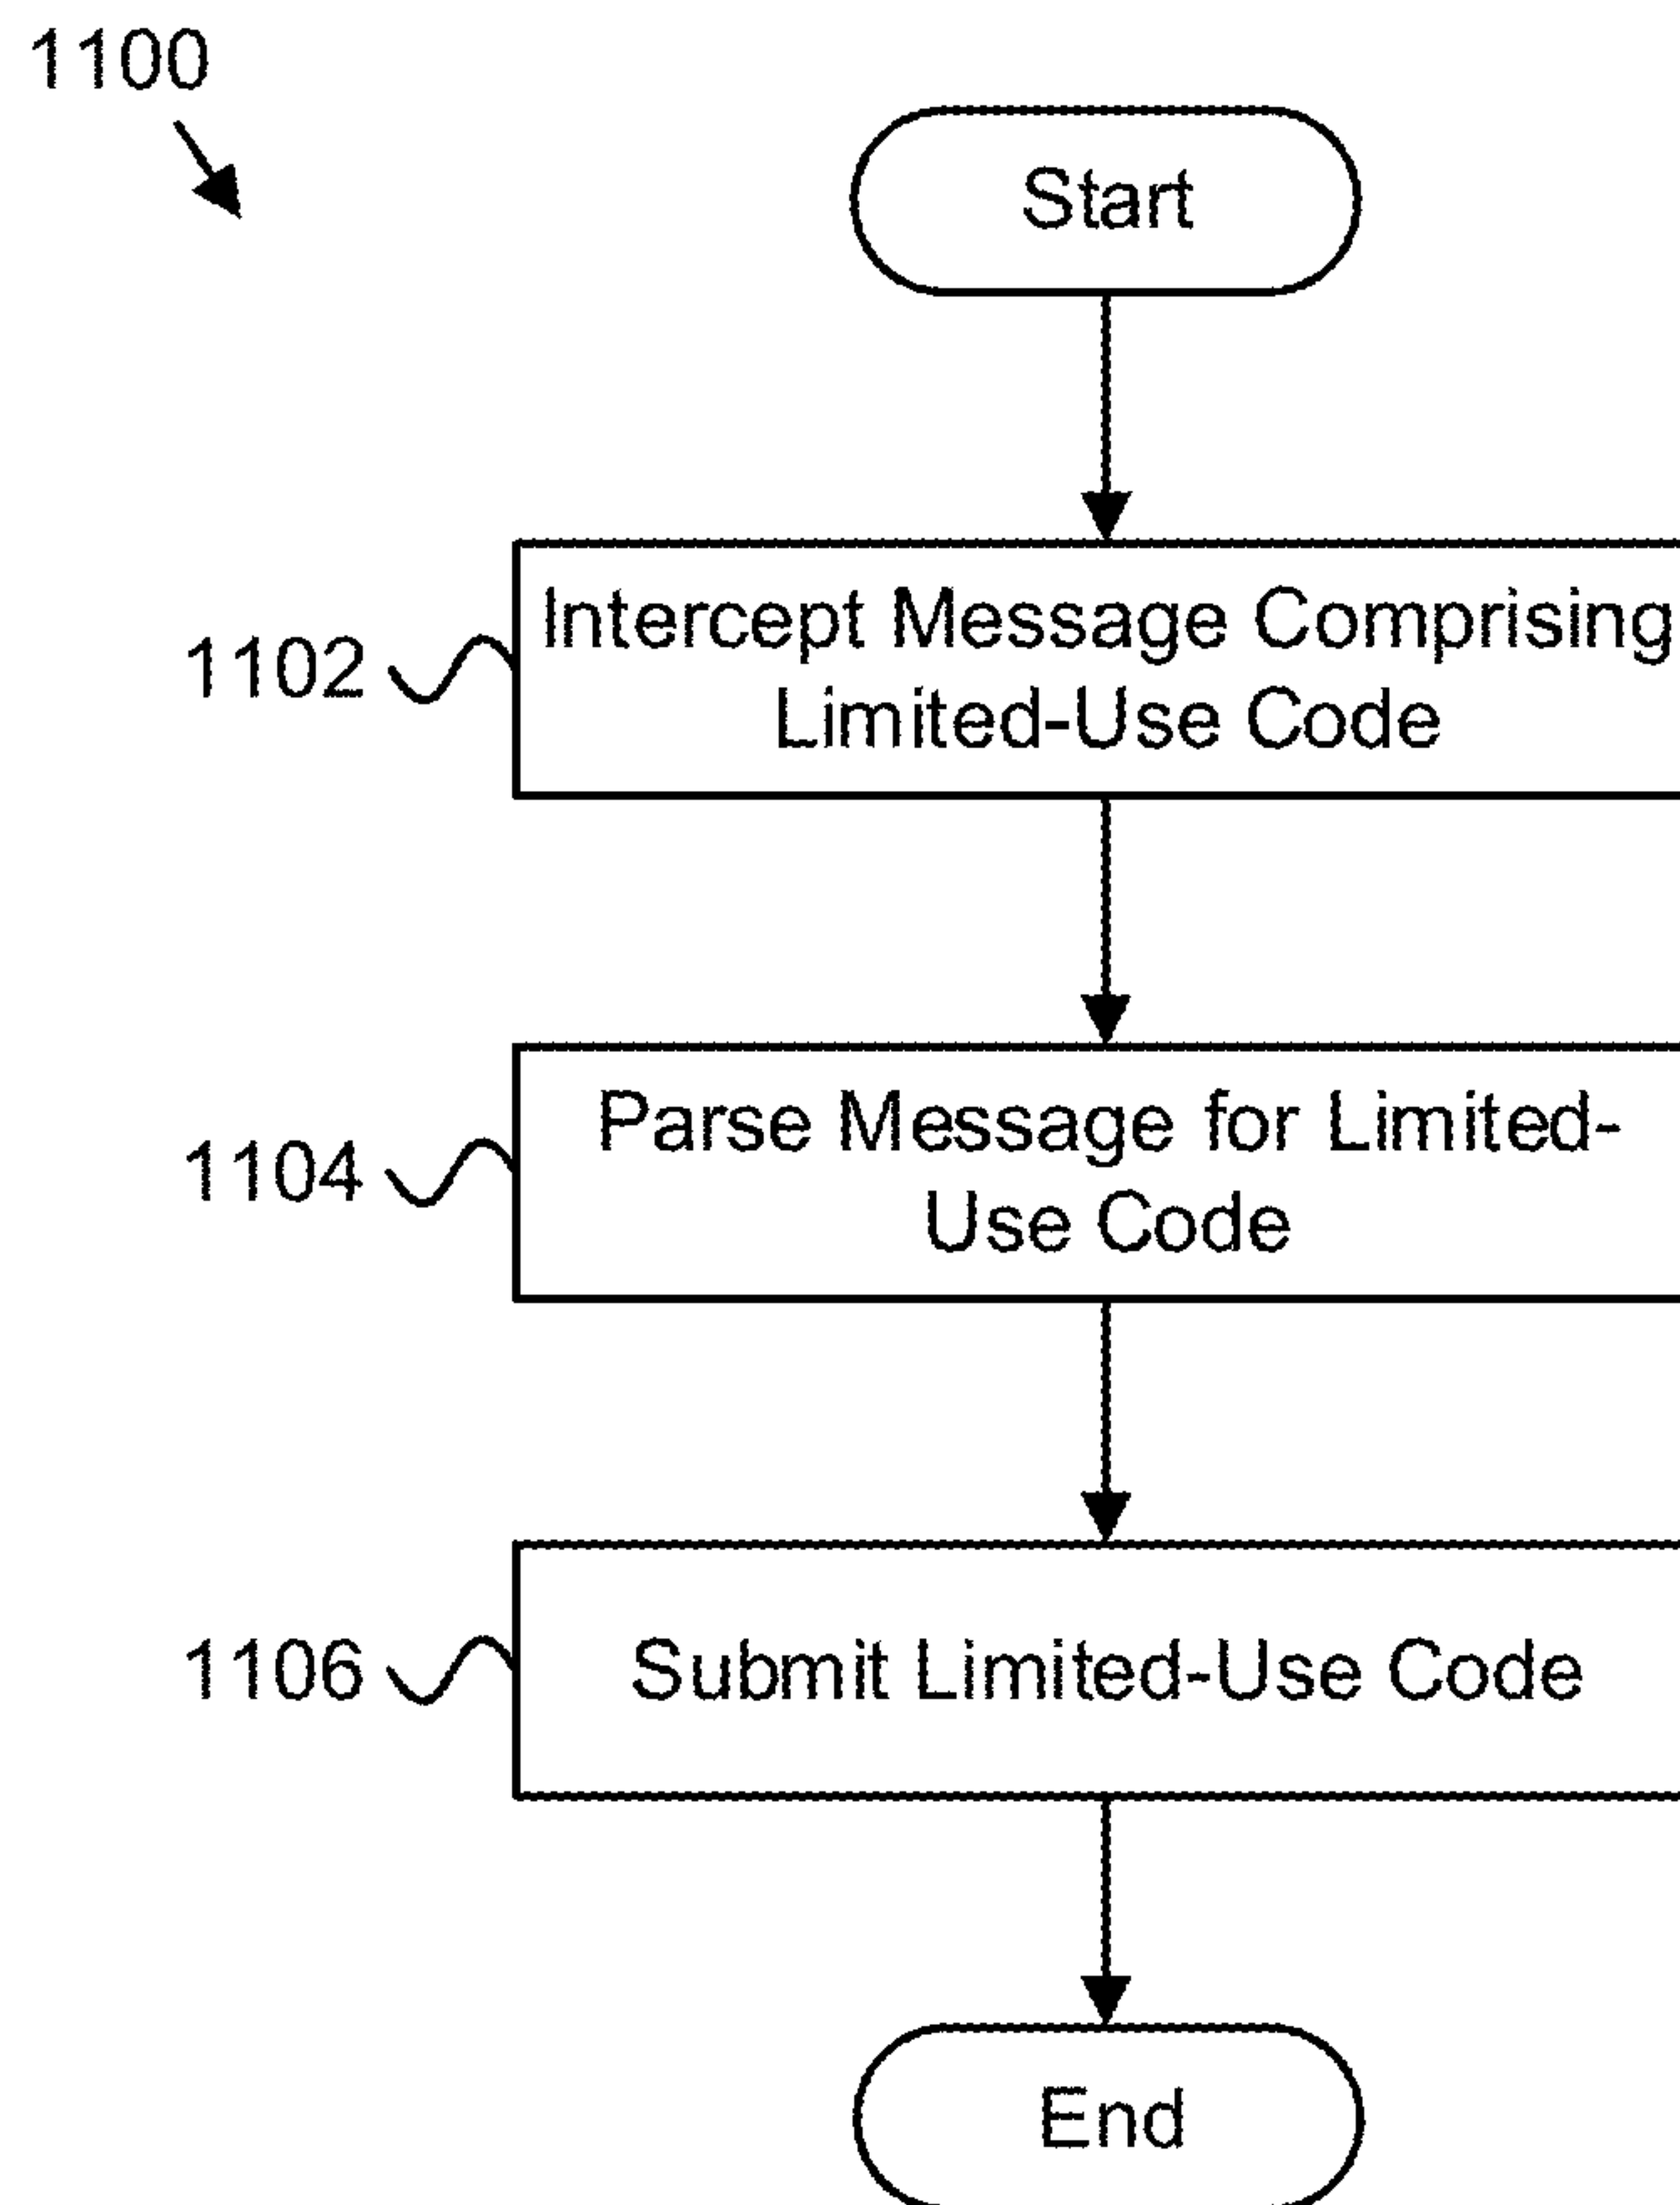 1100
Start
Intercept Message Comprising
Limited-Use Code
1102
Parse Message for Limited-
Use Code
1104
Submit Limited-Use Code
1106
End